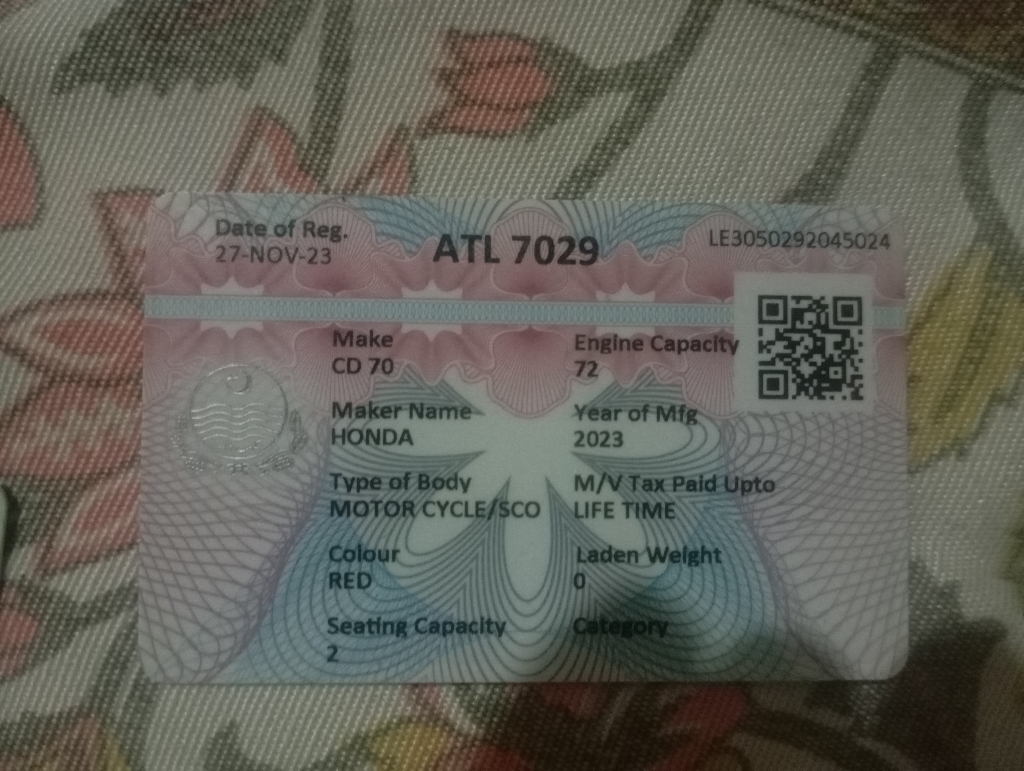 Date of Reg.
27-NOV-23
ATL 7029
LE3050292045024
Make
CD 70
Engine Capacity
72
Maker Name
HONDA
Year of Mfg
2023
Type of Body
MOTOR CYCLE/SCO
M/V Tax Paid Upto
LIFE TIME
Colour
RED
Laden Weight
0
Seating Capacity
2
Category